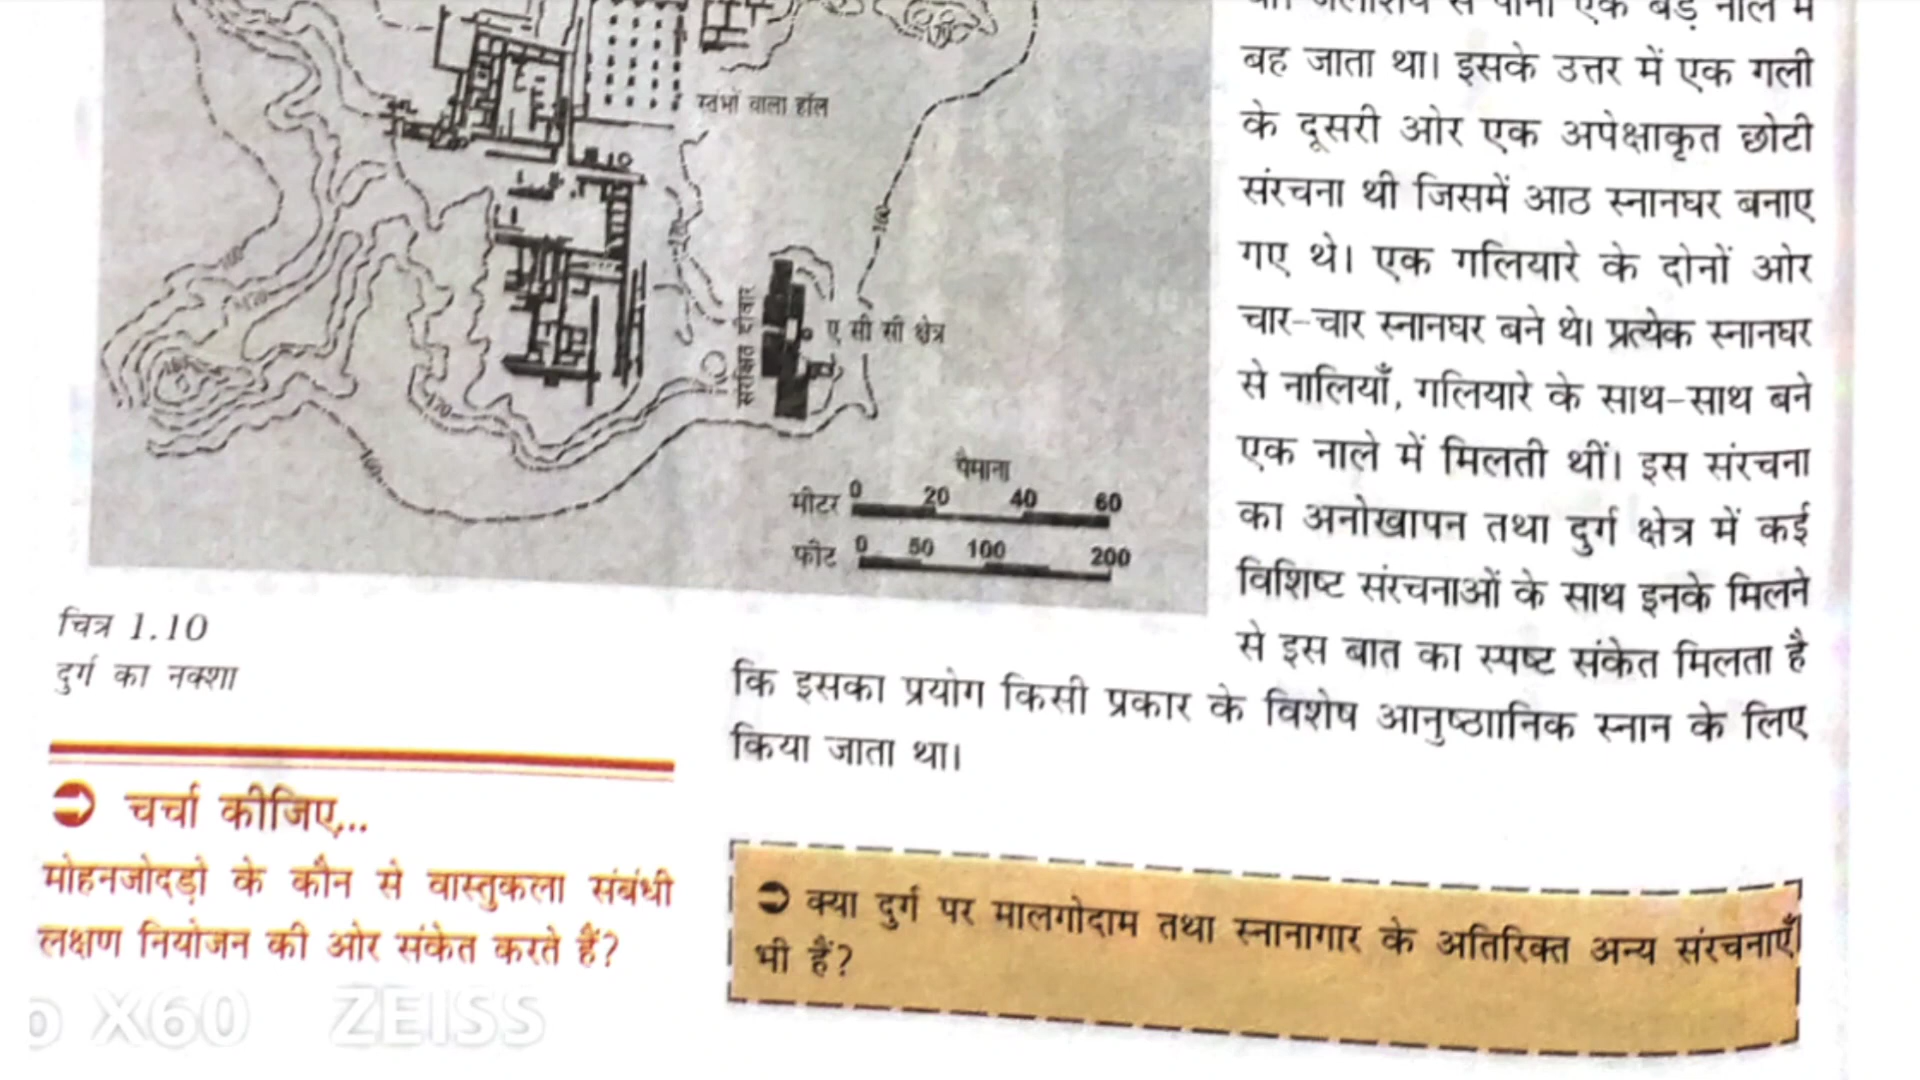 स्तंभों वाला हॉल
संरक्षित दीवार
ए सी सी क्षेत्र
पैमाना
मीटर 0 20 40 60
फीट 0 50 100 200
चित्र 1.10
दुर्ग का नक्शा
बह जाता था। इसके उत्तर में एक गली
के दूसरी ओर एक अपेक्षाकृत छोटी
संरचना थी जिसमें आठ स्नानघर बनाए
गए थे। एक गलियारे के दोनों ओर
चार-चार स्नानघर बने थे। प्रत्येक स्नानघर
से नालियाँ, गलियारे के साथ-साथ बने
एक नाले में मिलती थीं। इस संरचना
का अनोखापन तथा दुर्ग क्षेत्र में कई
विशिष्ट संरचनाओं के साथ इनके मिलने
से इस बात का स्पष्ट संकेत मिलता है
कि इसका प्रयोग किसी प्रकार के विशेष आनुष्ठाानिक स्नान के लिए
किया जाता था।
चर्चा कीजिए...
मोहनजोदड़ो के कौन से वास्तुकला संबंधी
लक्षण नियोजन की ओर संकेत करते हैं?
क्या दुर्ग पर मालगोदाम तथा स्नानागार के अतिरिक्त अन्य संरचनाएँ
भी हैं?
X60 ZEISS